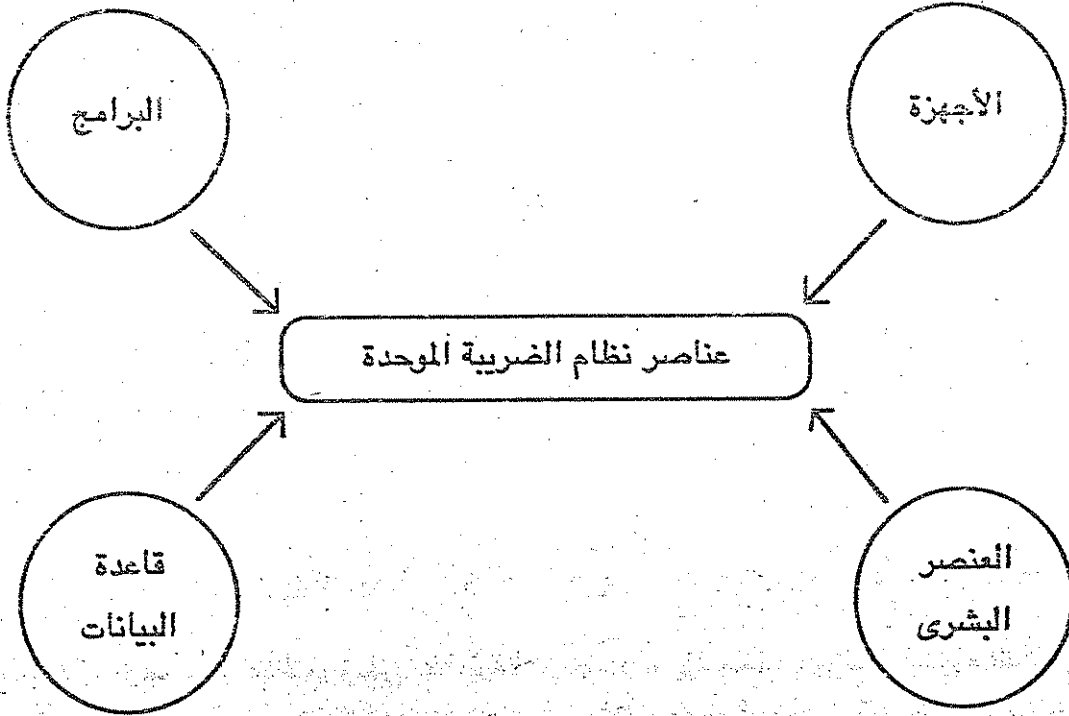 الأجهزة
البرامج
عناصر نظام الضريبة الموحدة
العنصر
البشرى
قاعدة
البيانات